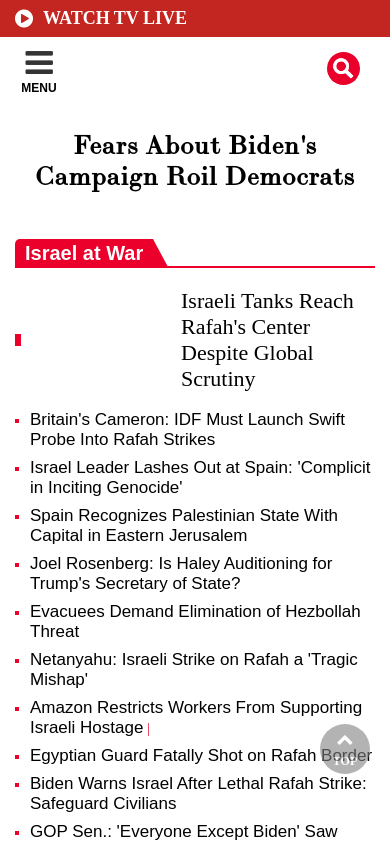 WATCH TV LIVE
MENU
Fears About Biden's
Campaign Roil Democrats
Israel at War
Israeli Tanks Reach
Rafah's Center
Despite Global
Scrutiny
Britain's Cameron: IDF Must Launch Swift
Probe Into Rafah Strikes
Israel Leader Lashes Out at Spain: 'Complicit
in Inciting Genocide'
Spain Recognizes Palestinian State With
Capital in Eastern Jerusalem
Joel Rosenberg: Is Haley Auditioning for
Trump's Secretary of State?
Evacuees Demand Elimination of Hezbollah
Threat
Netanyahu: Israeli Strike on Rafah a 'Tragic
Mishap'
Amazon Restricts Workers From Supporting
Israeli Hostage |
Egyptian Guard Fatally Shot on Rafah Border
TOP
Biden Warns Israel After Lethal Rafah Strike:
Safeguard Civilians
GOP Sen.: 'Everyone Except Biden' Saw